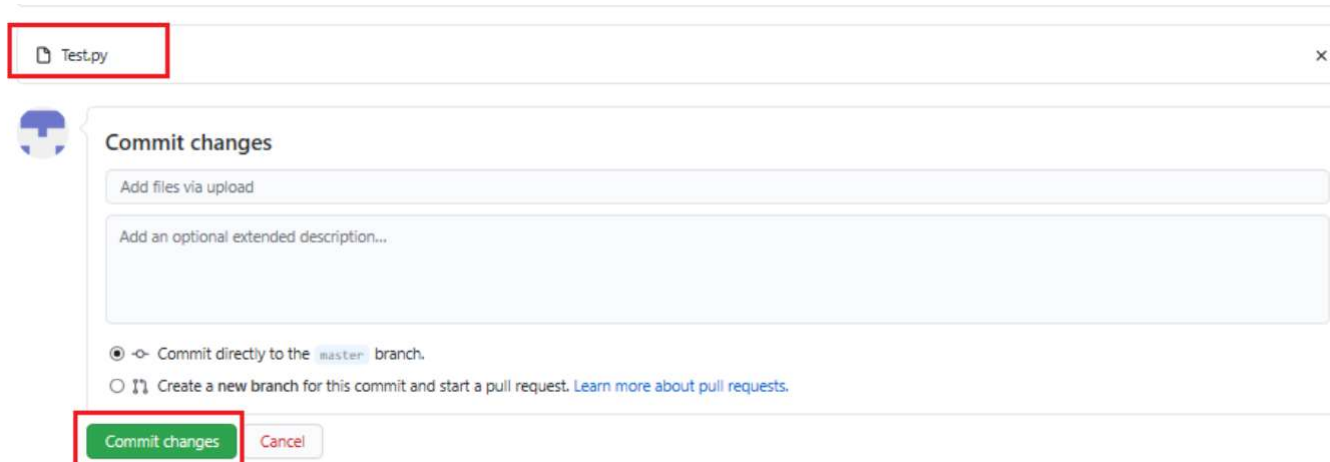 Test.py
Commit changes
Add files via upload
Add an optional extended description...
Commit directly to the master branch.
Create a new branch for this commit and start a pull request. Learn more about pull requests.
Commit changes Cancel